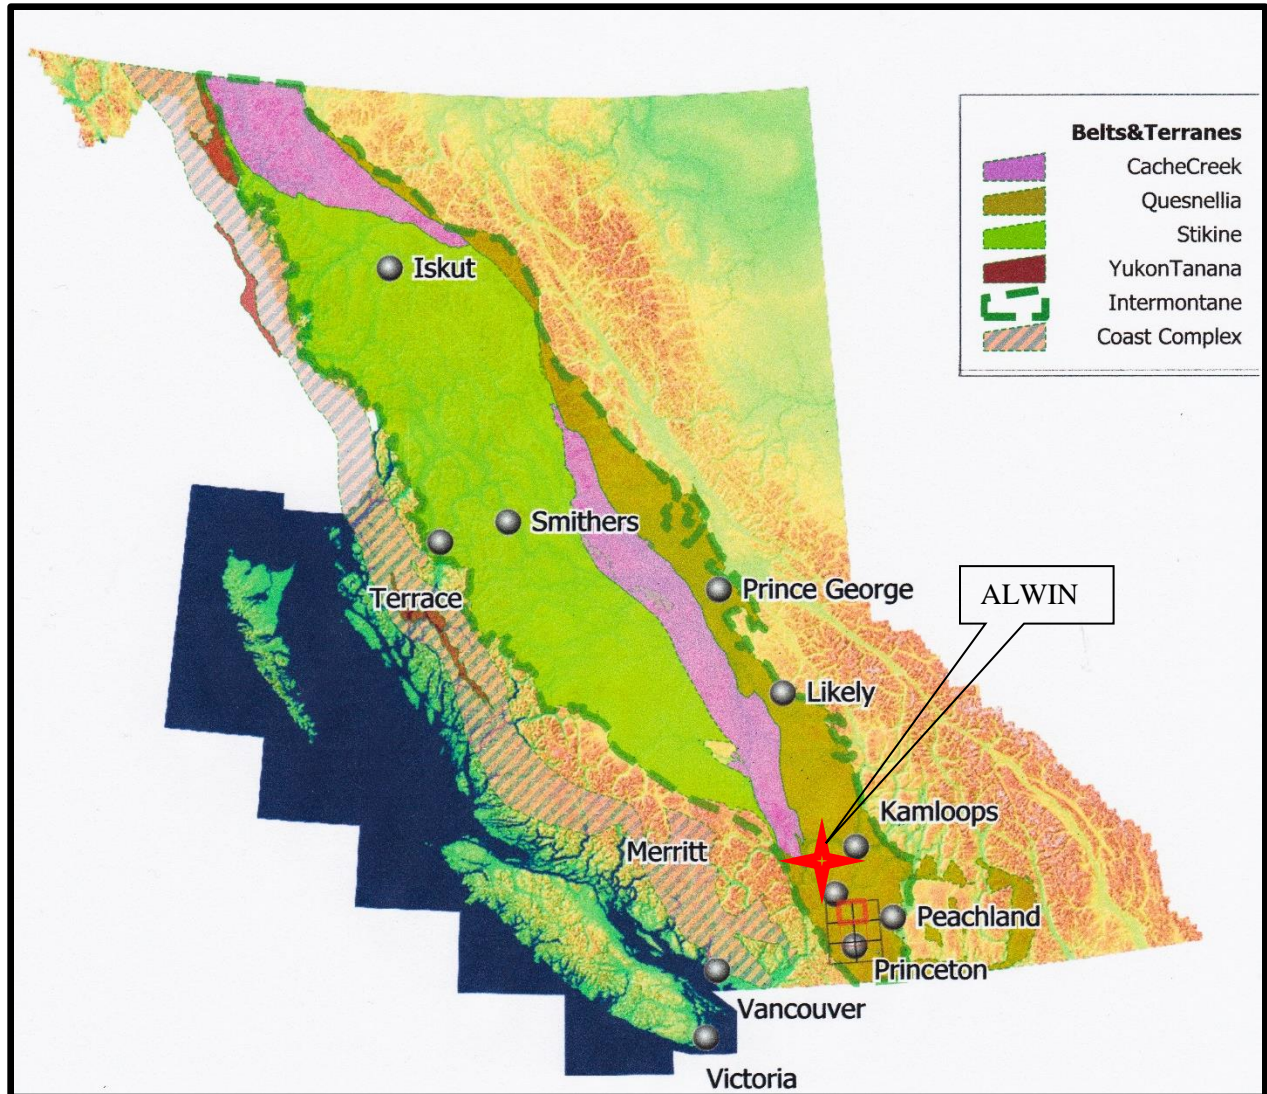 Belts&Terranes
CacheCreek
Quesnellia
Stikine
YukonTanana
Intermontane
Coast Complex
Iskut
Smithers
Terrace
Prince George
ALWIN
Likely
Kamloops
Merritt
Peachland
Princeton
Vancouver
Victoria